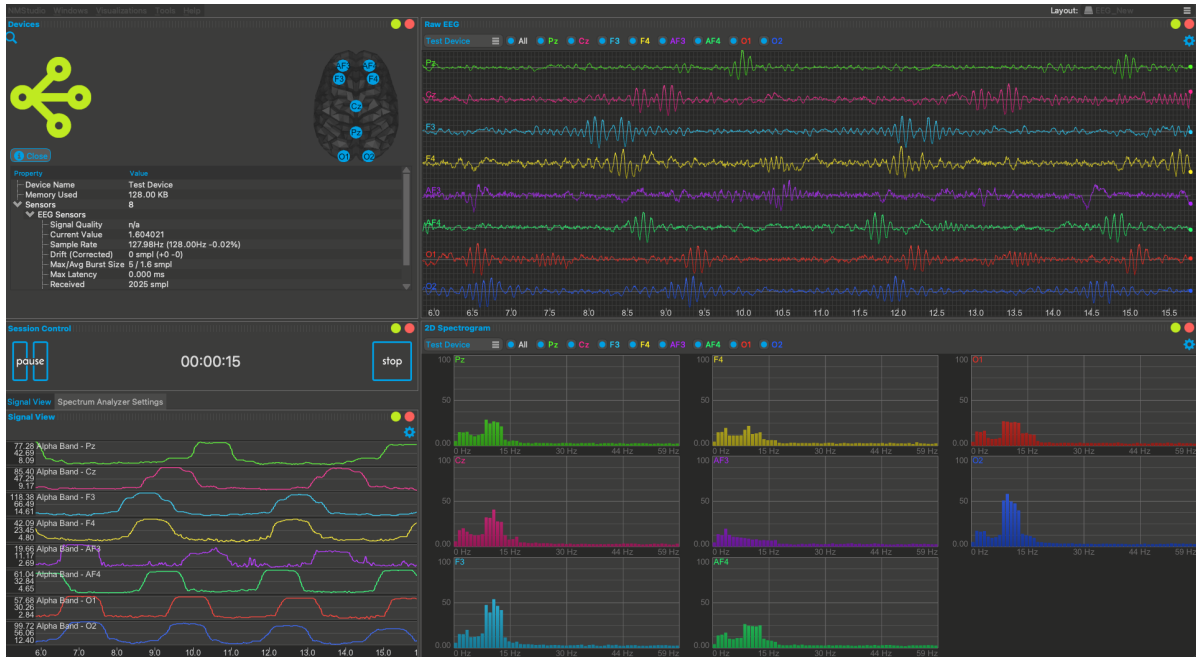 NMStudio Windows Visualizations Tools Help
Layout: EEG_New
Devices
AF3 AF4
F3 F4
Cz
Pz
O1 O2
Close
Property Value
Device Name Test Device
Memory Used 128.00 KB
Sensors 8
EEG Sensors
Signal Quality n/a
Current Value 1.604021
Sample Rate 127.98Hz (128.00Hz -0.02%)
Drift (Corrected) 0 smpl (+0 -0)
Max/Avg Burst Size 5 / 1.6 smpl
Max Latency 0.000 ms
Received 2025 smpl
Raw EEG
Test Device All Pz Cz F3 F4 AF3 AF4 O1 O2
Pz
Cz
F3
F4
AF3
AF4
O1
O2
6.0 6.5 7.0 7.5 8.0 8.5 9.0 9.5 10.0 10.5 11.0 11.5 12.0 12.5 13.0 13.5 14.0 14.5 15.0 15.5
Session Control
pause 00:00:15 stop
Signal View Spectrum Analyzer Settings
Signal View
77.28 Alpha Band - Pz
42.69
8.09
85.40 Alpha Band - Cz
47.29
9.17
118.38 Alpha Band - F3
66.49
14.61
42.09 Alpha Band - F4
23.45
4.80
19.66 Alpha Band - AF3
11.17
2.69
61.04 Alpha Band - AF4
32.84
4.65
57.68 Alpha Band - O1
30.26
2.84
99.72 Alpha Band - O2
56.06
12.40
6.0 7.0 8.0 9.0 10.0 11.0 12.0 13.0 14.0 15.0 1
2D Spectrogram
Test Device All Pz Cz F3 F4 AF3 AF4 O1 O2
100 Pz
50
0.00
0 Hz 15 Hz 30 Hz 44 Hz 59 Hz
100 F4
50
0.00
0 Hz 15 Hz 30 Hz 44 Hz 59 Hz
100 O1
50
0.00
0 Hz 15 Hz 30 Hz 44 Hz 59 Hz
100 Cz
50
0.00
0 Hz 15 Hz 30 Hz 44 Hz 59 Hz
100 AF3
50
0.00
0 Hz 15 Hz 30 Hz 44 Hz 59 Hz
100 O2
50
0.00
0 Hz 15 Hz 30 Hz 44 Hz 59 Hz
100 F3
50
0.00
0 Hz 15 Hz 30 Hz 44 Hz 59 Hz
100 AF4
50
0.00
0 Hz 15 Hz 30 Hz 44 Hz 59 Hz